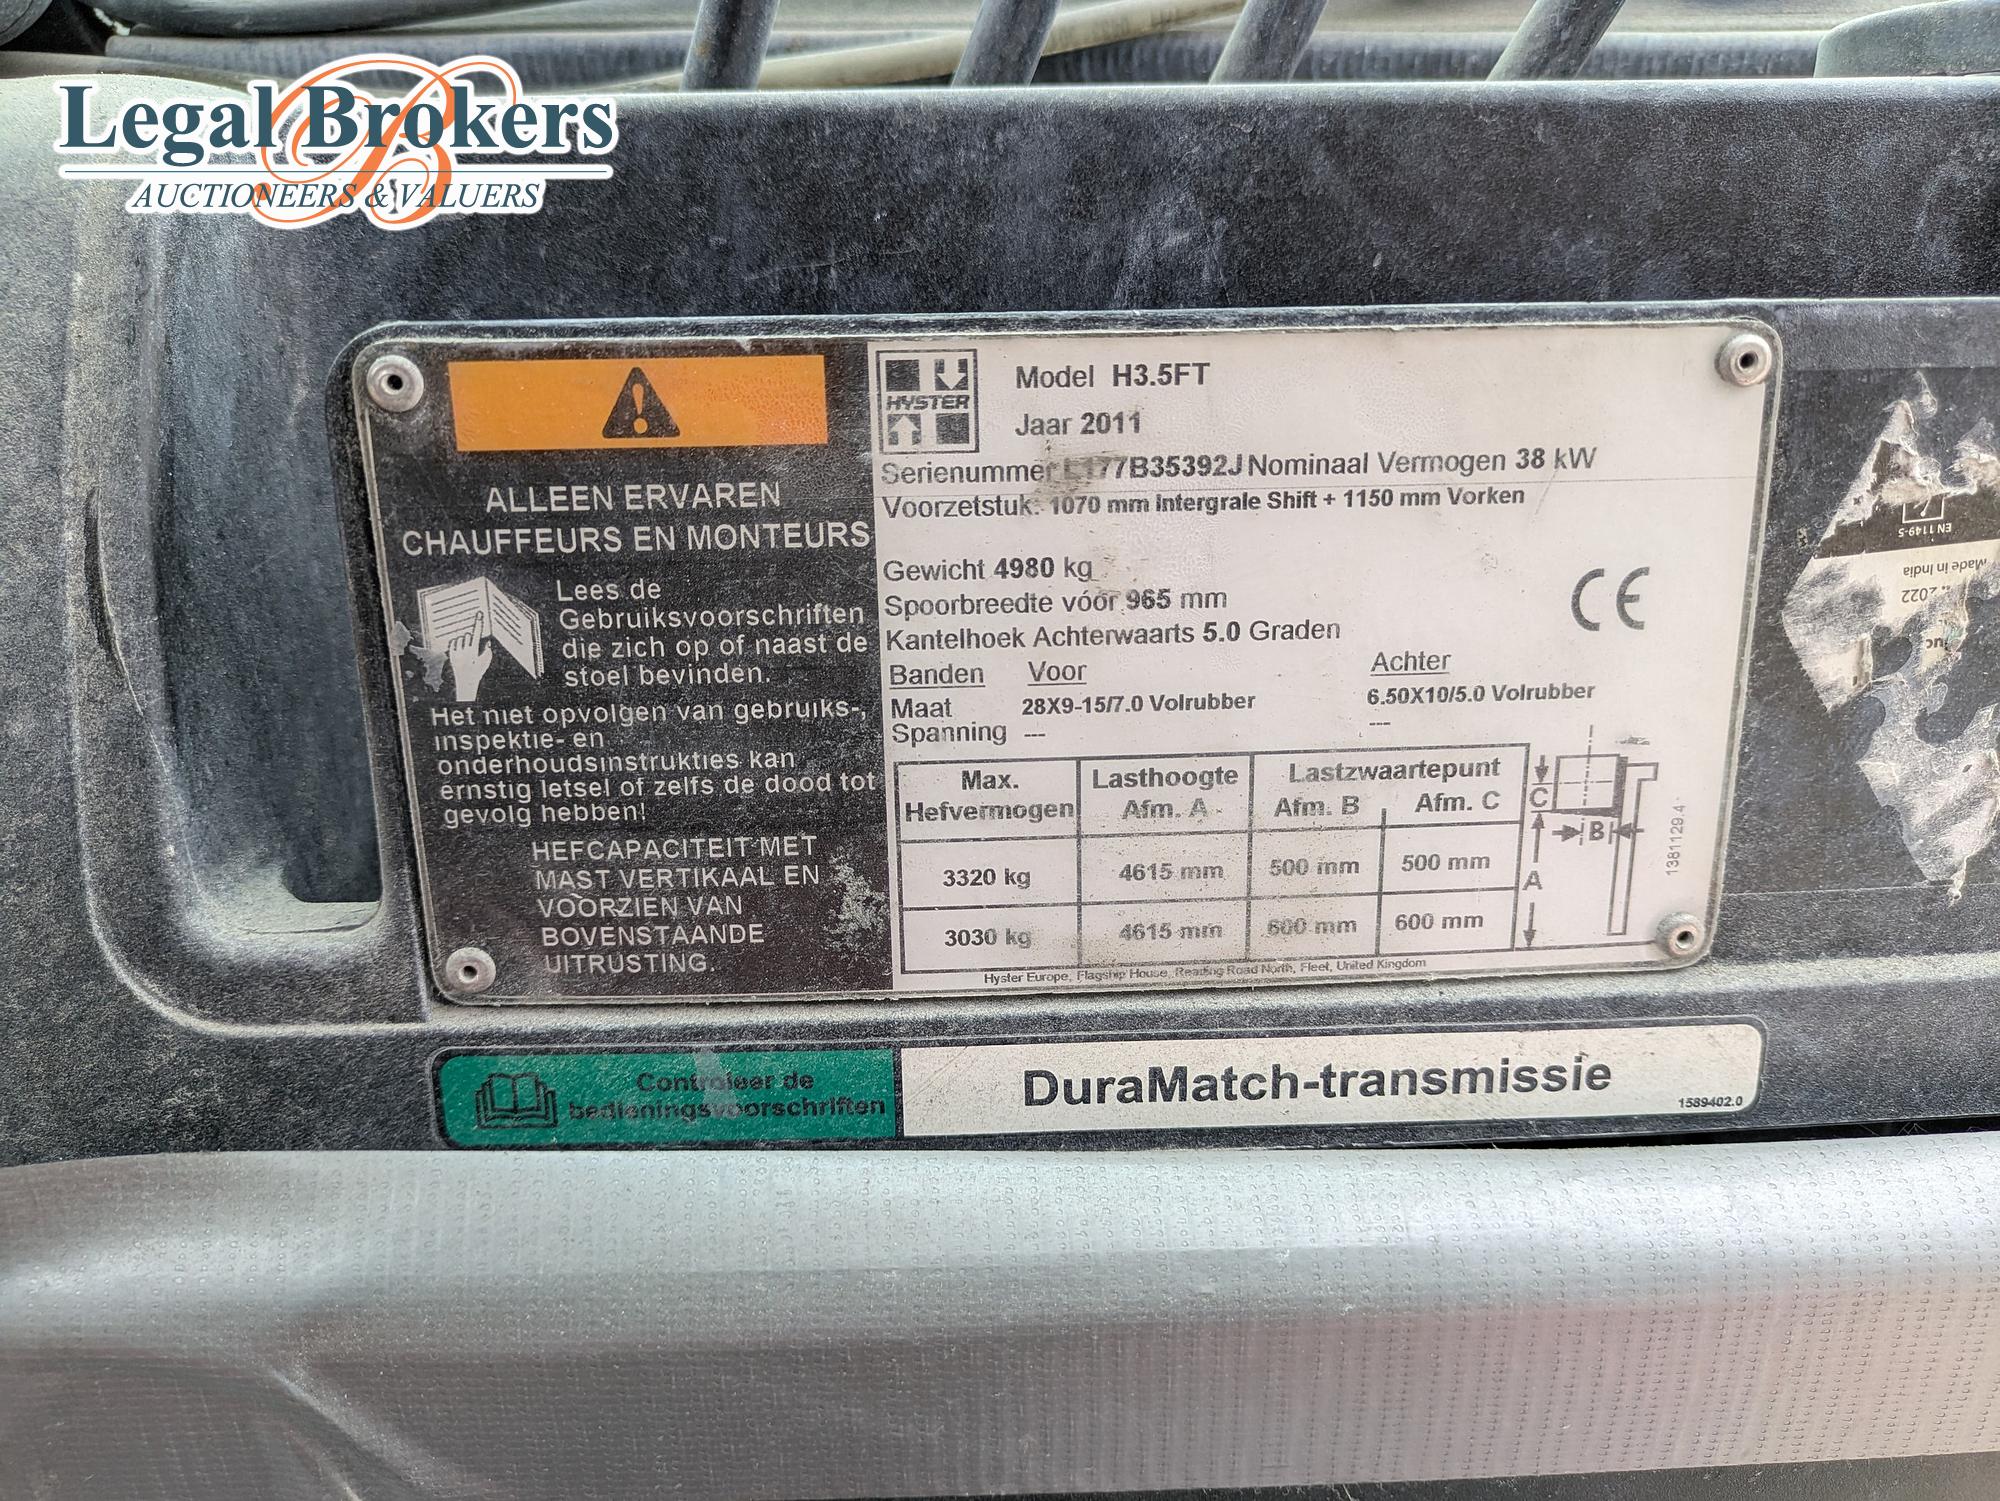 Legal Brokers
AUCTIONEERS & VALUERS
ALLEEN ERVAREN
CHAUFFEURS EN MONTEURS
Lees de
Gebruiksvoorschriften
die zich op of naast de
stoel bevinden.
Het niet opvolgen van gebruiks-,
inspektie- en
onderhoudsinstrukties kan
ernstig letsel of zelfs de dood tot
gevolg hebben!
HEFCAPACITEIT MET
MAST VERTIKAAL EN
VOORZIEN VAN
BOVENSTAANDE
UITRUSTING.
HYSTER
Model H3.5FT
Jaar 2011
Serienummer L177B35392J Nominaal Vermogen 38 kW
Voorzetstuk: 1070 mm Intergrale Shift + 1150 mm Vorken
Gewicht 4980 kg
Spoorbreedte vóór 965 mm
Kantelhoek Achterwaarts 5.0 Graden
CE
Banden Voor Achter
Maat 28X9-15/7.0 Volrubber 6.50X10/5.0 Volrubber
Spanning --- ---
Max. Lasthoogte Lastzwaartepunt
Hefvermogen Afm. A Afm. B Afm. C
3320 kg 4615 mm 500 mm 500 mm
3030 kg 4615 mm 600 mm 600 mm
C
B
A
1381129.4
Hyster Europe, Flagship House, Reading Road North, Fleet, United Kingdom
Controleer de
bedieningsvoorschriften
DuraMatch-transmissie
1589402.0
EN 1149-5
Made in India
2022